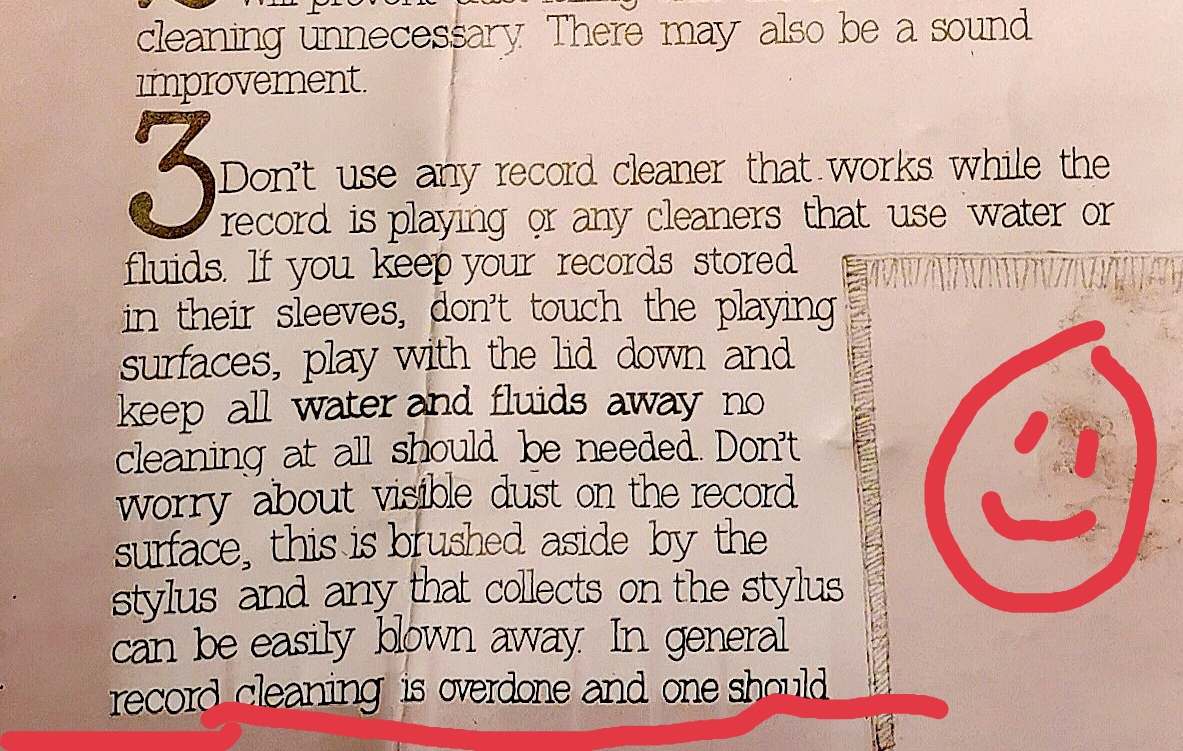 will prevent dust
cleaning unnecessary. There may also be a sound
improvement.
3 Don't use any record cleaner that works while the
record is playing or any cleaners that use water or
fluids. If you keep your records stored
in their sleeves, don't touch the playing
surfaces, play with the lid down and
keep all water and fluids away no
cleaning at all should be needed. Don't
worry about visible dust on the record
surface, this is brushed aside by the
stylus and any that collects on the stylus
can be easily blown away. In general
record cleaning is overdone and one should